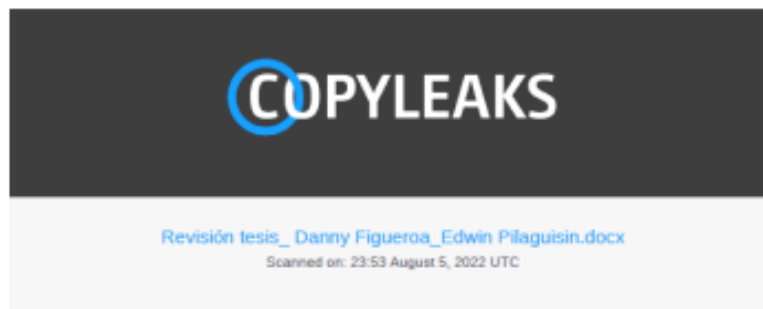 COPYLEAKS
Revisión tesis_ Danny Figueroa_Edwin Pilaguisin.docx
Scanned on: 23:53 August 5, 2022 UTC